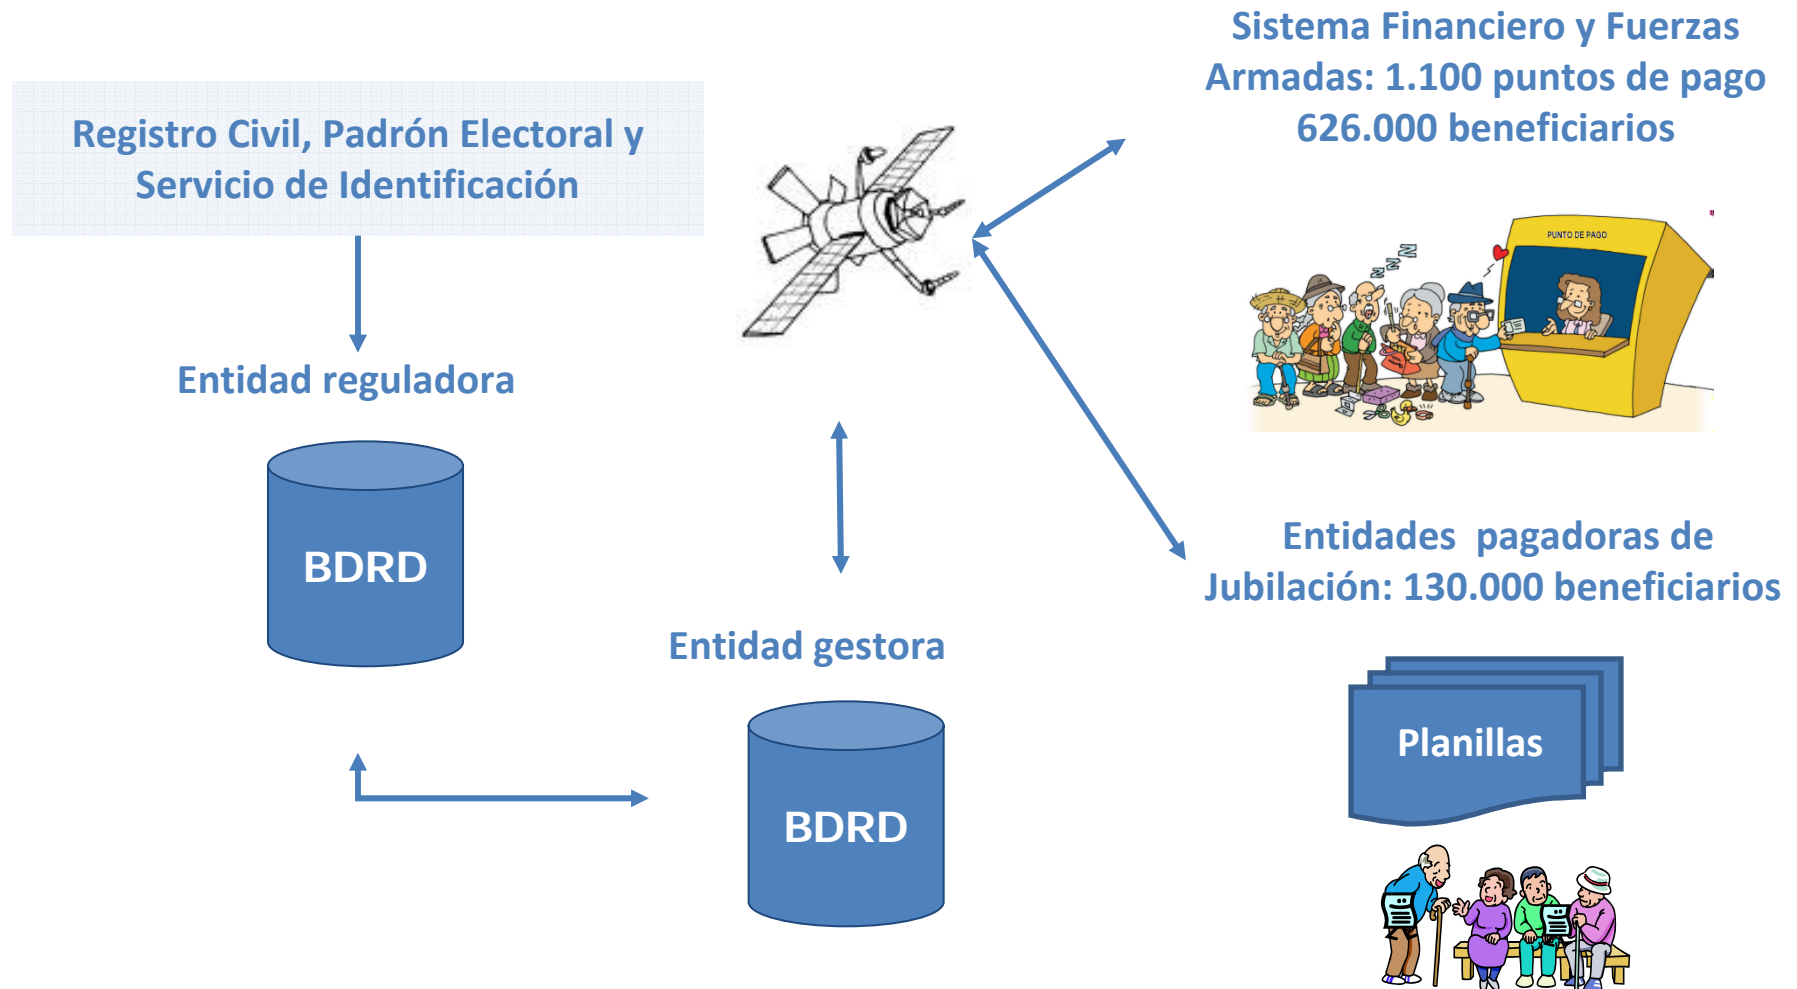 Sistema Financiero y Fuerzas
Armadas: 1.100 puntos de pago
626.000 beneficiarios
Registro Civil, Padrón Electoral y
Servicio de Identificación
PUNTO DE PAGO
Z
Z
Z
Z
Entidad reguladora
BDRD
Entidades pagadoras de
Jubilación: 130.000 beneficiarios
Entidad gestora
BDRD
Planillas